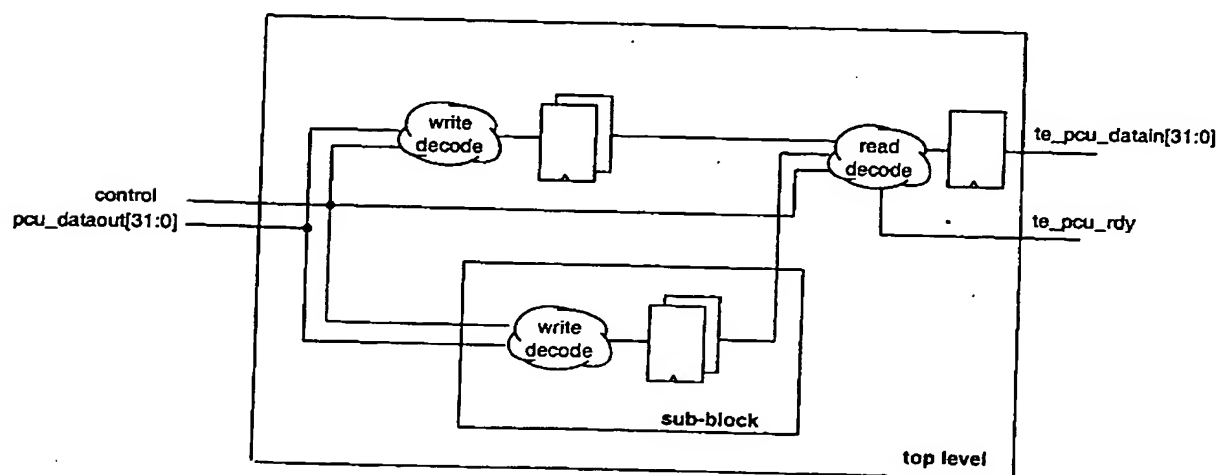 write
decode
read
decode
te_pcu_datain[31:0]
control
pcu_dataout[31:0]
te_pcu_rdy
write
decode
sub-block
top level